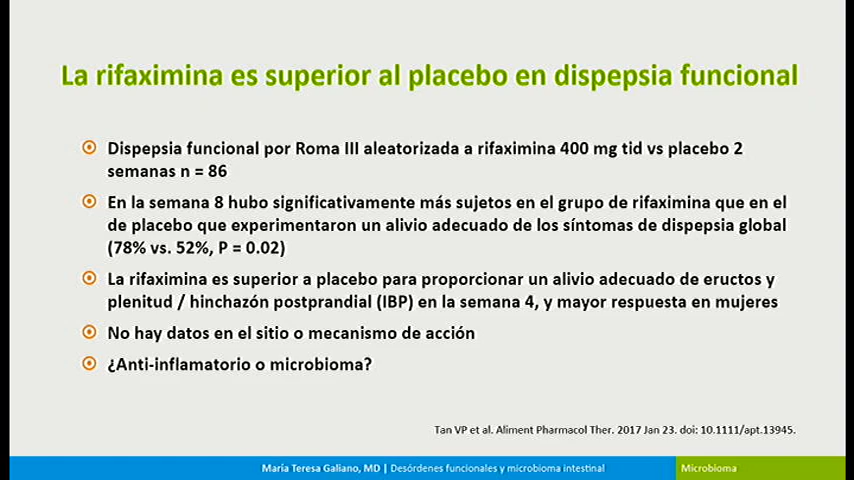 La rifaximina es superior al placebo en dispepsia funcional
Dispepsia funcional por Roma III aleatorizada a rifaximina 400 mg tid vs placebo 2
semanas n = 86
En la semana 8 hubo significativamente más sujetos en el grupo de rifaximina que en el
de placebo que experimentaron un alivio adecuado de los síntomas de dispepsia global
(78% vs. 52%, P = 0.02)
La rifaximina es superior a placebo para proporcionar un alivio adecuado de eructos y
plenitud / hinchazón postprandial (IBP) en la semana 4, y mayor respuesta en mujeres
No hay datos en el sitio o mecanismo de acción
¿Anti-inflamatorio o microbioma?
Tan VP et al. Aliment Pharmacol Ther. 2017 Jan 23. doi: 10.1111/apt.13945.
María Teresa Galiano, MD | Desórdenes funcionales y microbioma intestinal
Microbioma